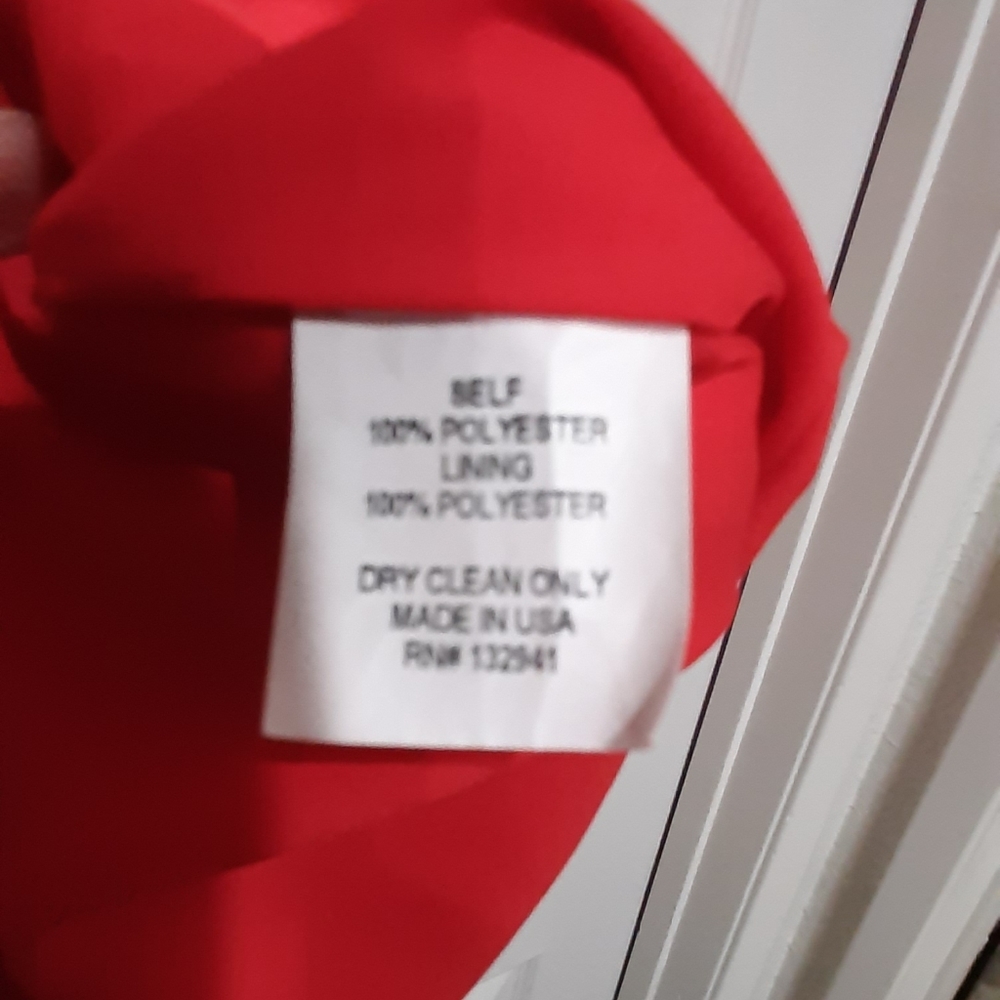 SELF
100% POLYESTER
LINING
100% POLYESTER
DRY CLEAN ONLY
MADE IN USA
RN# 132941